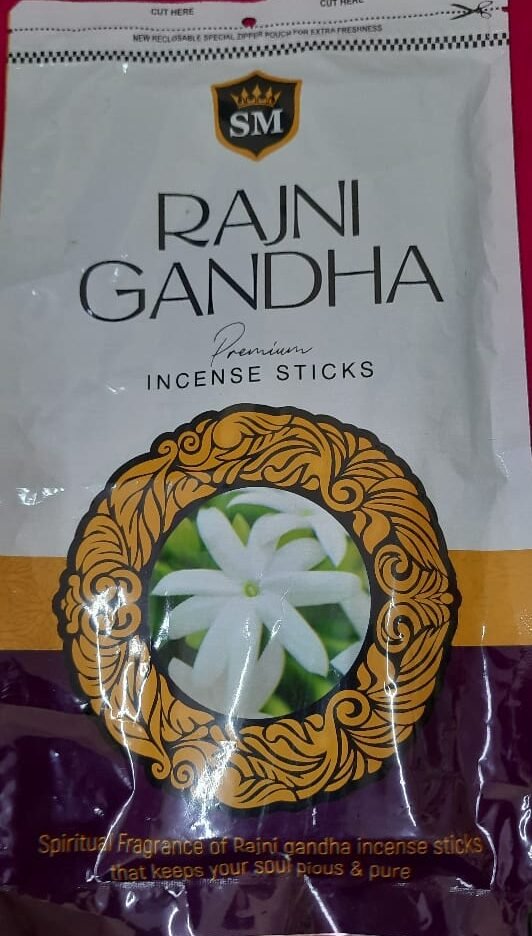 CUT HERE
CUT HERE
NEW RECLOSABLE SPECIAL ZIPPER POUCH FOR EXTRA FRESHNESS
SM
RAJNI
GANDHA
Premium
INCENSE STICKS
Spiritual Fragrance of Rajni gandha incense sticks
that keeps your soul pious & pure